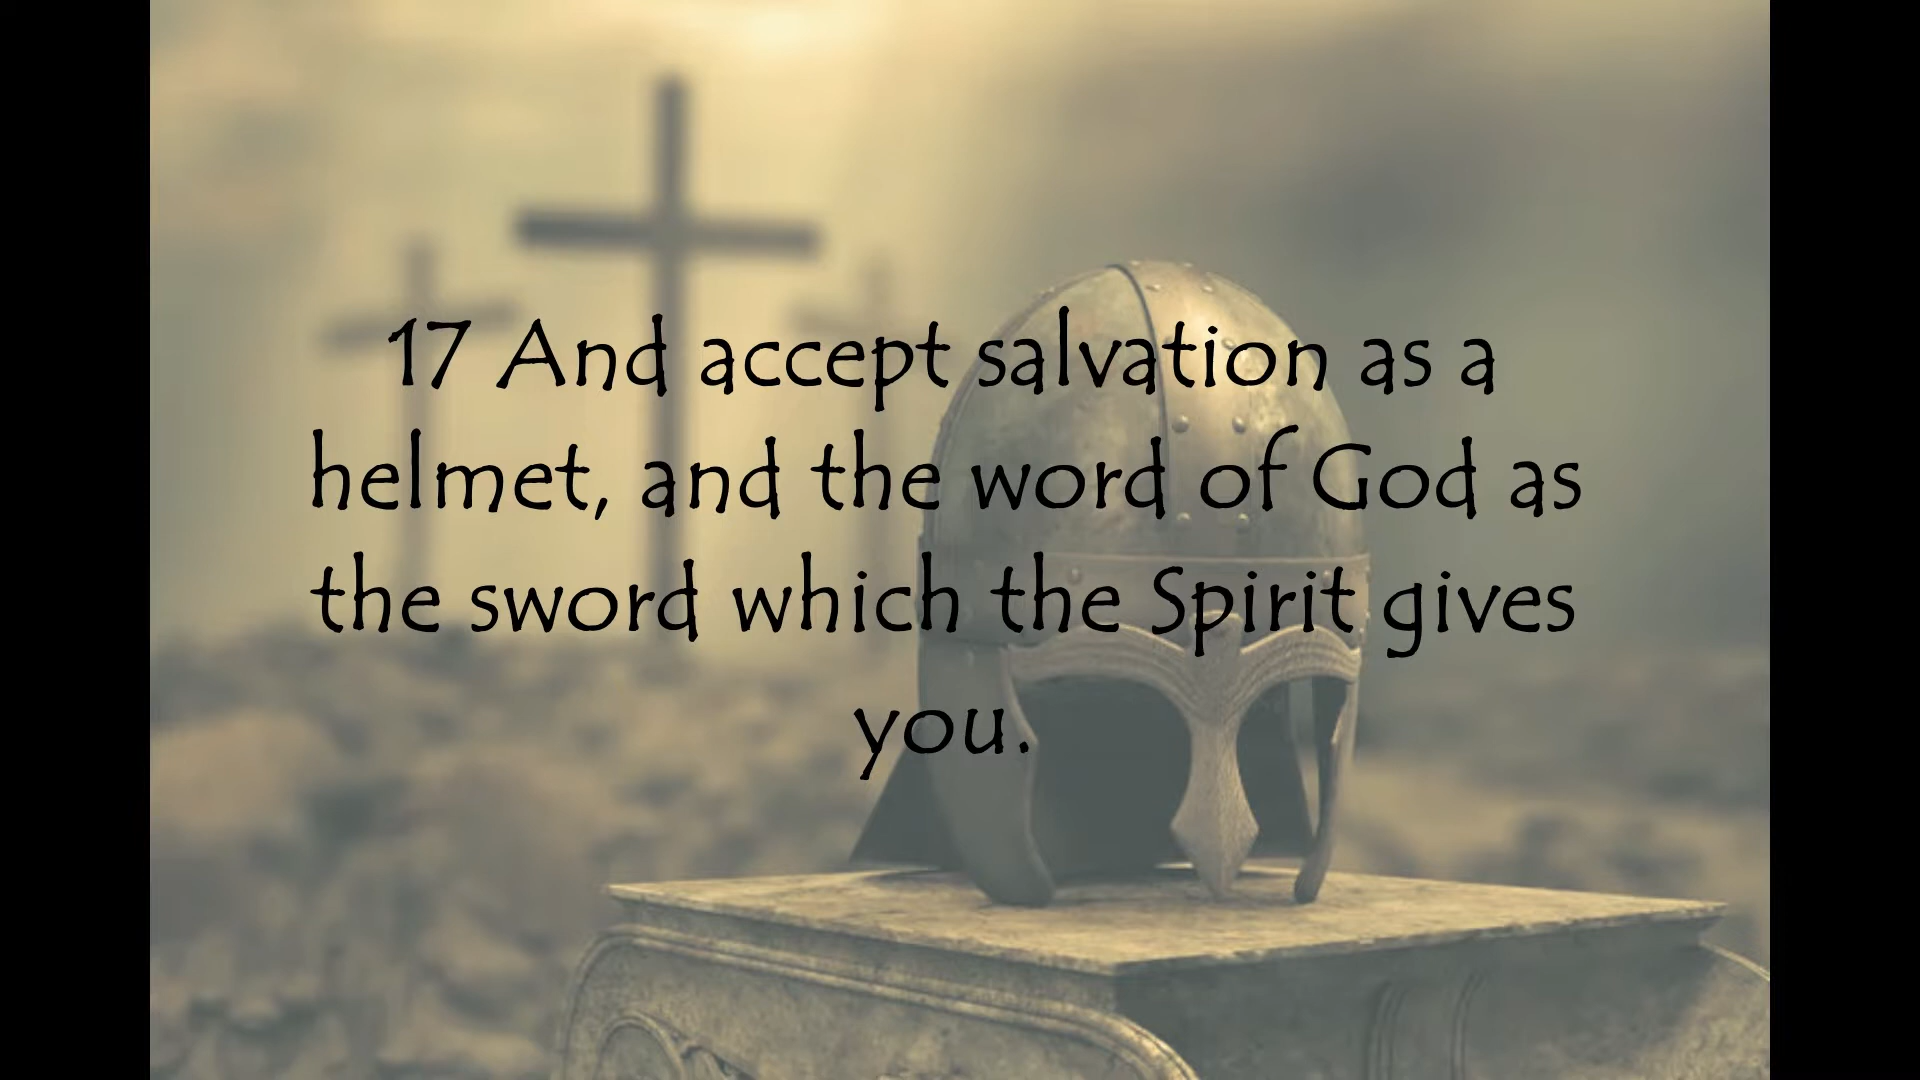 17 And accept salvation as a
helmet, and the word of God as
the sword which the Spirit gives
you.